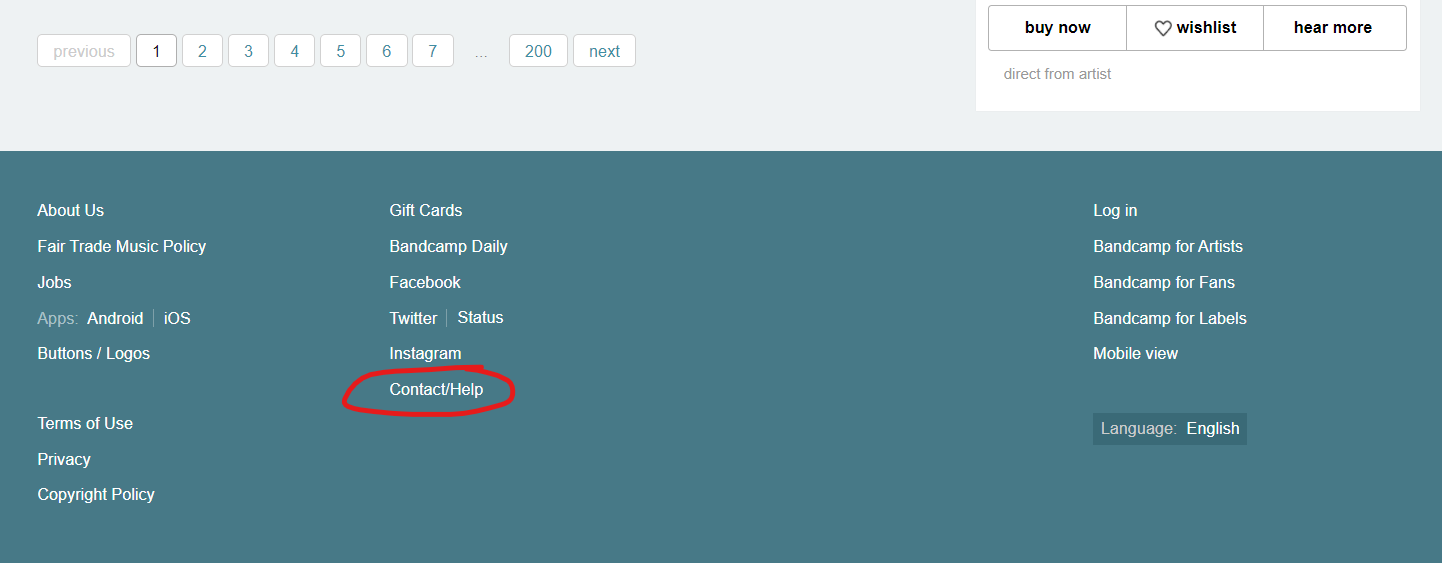 buy now wishlist hear more
previous 1 2 3 4 5 6 7 ... 200 next
direct from artist
About Us
Fair Trade Music Policy
Jobs
Apps: Android iOS
Buttons / Logos
Terms of Use
Privacy
Copyright Policy
Gift Cards
Bandcamp Daily
Facebook
Twitter Status
Instagram
Contact/Help
Log in
Bandcamp for Artists
Bandcamp for Fans
Bandcamp for Labels
Mobile view
Language: English